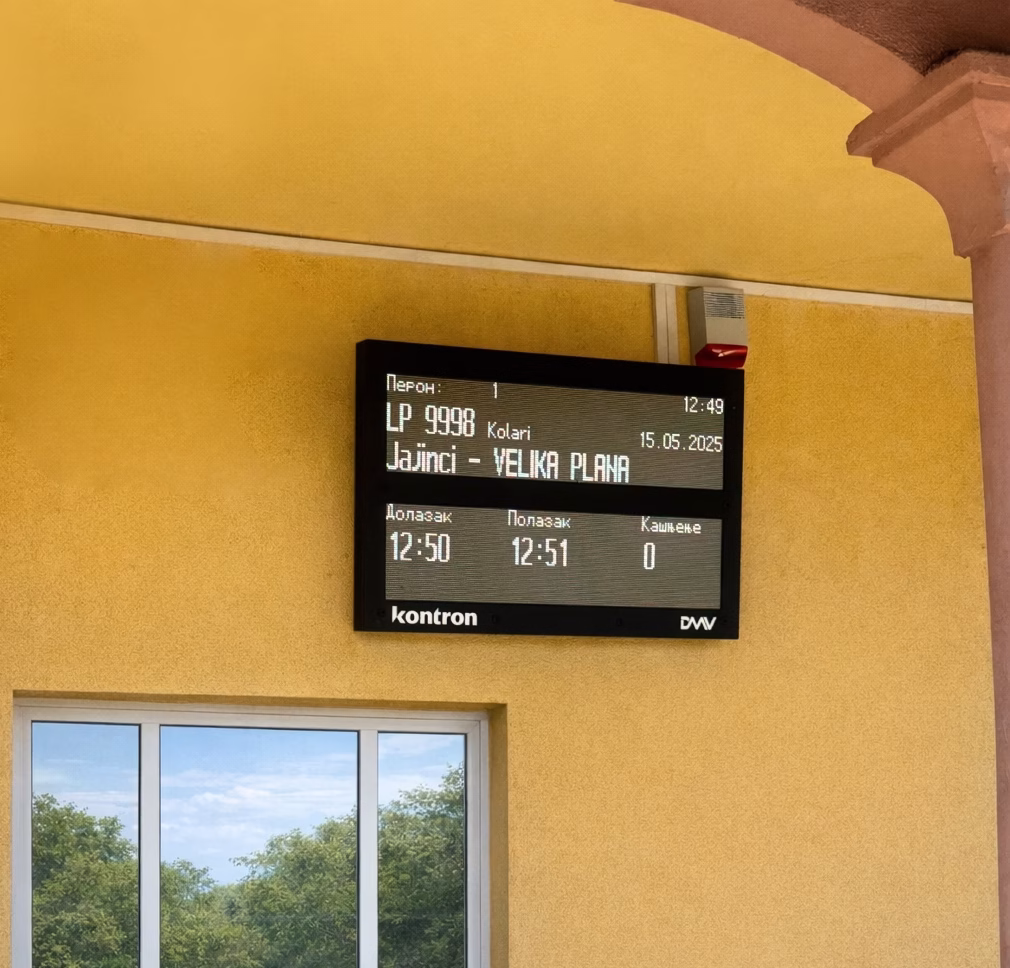 Перон: 1 12:49
LP 9998 Kolari 15.05.2025
Jajinci - VELIKA PLANA
Долазак Полазак Кашњење
12:50 12:51 0
kontron DMV